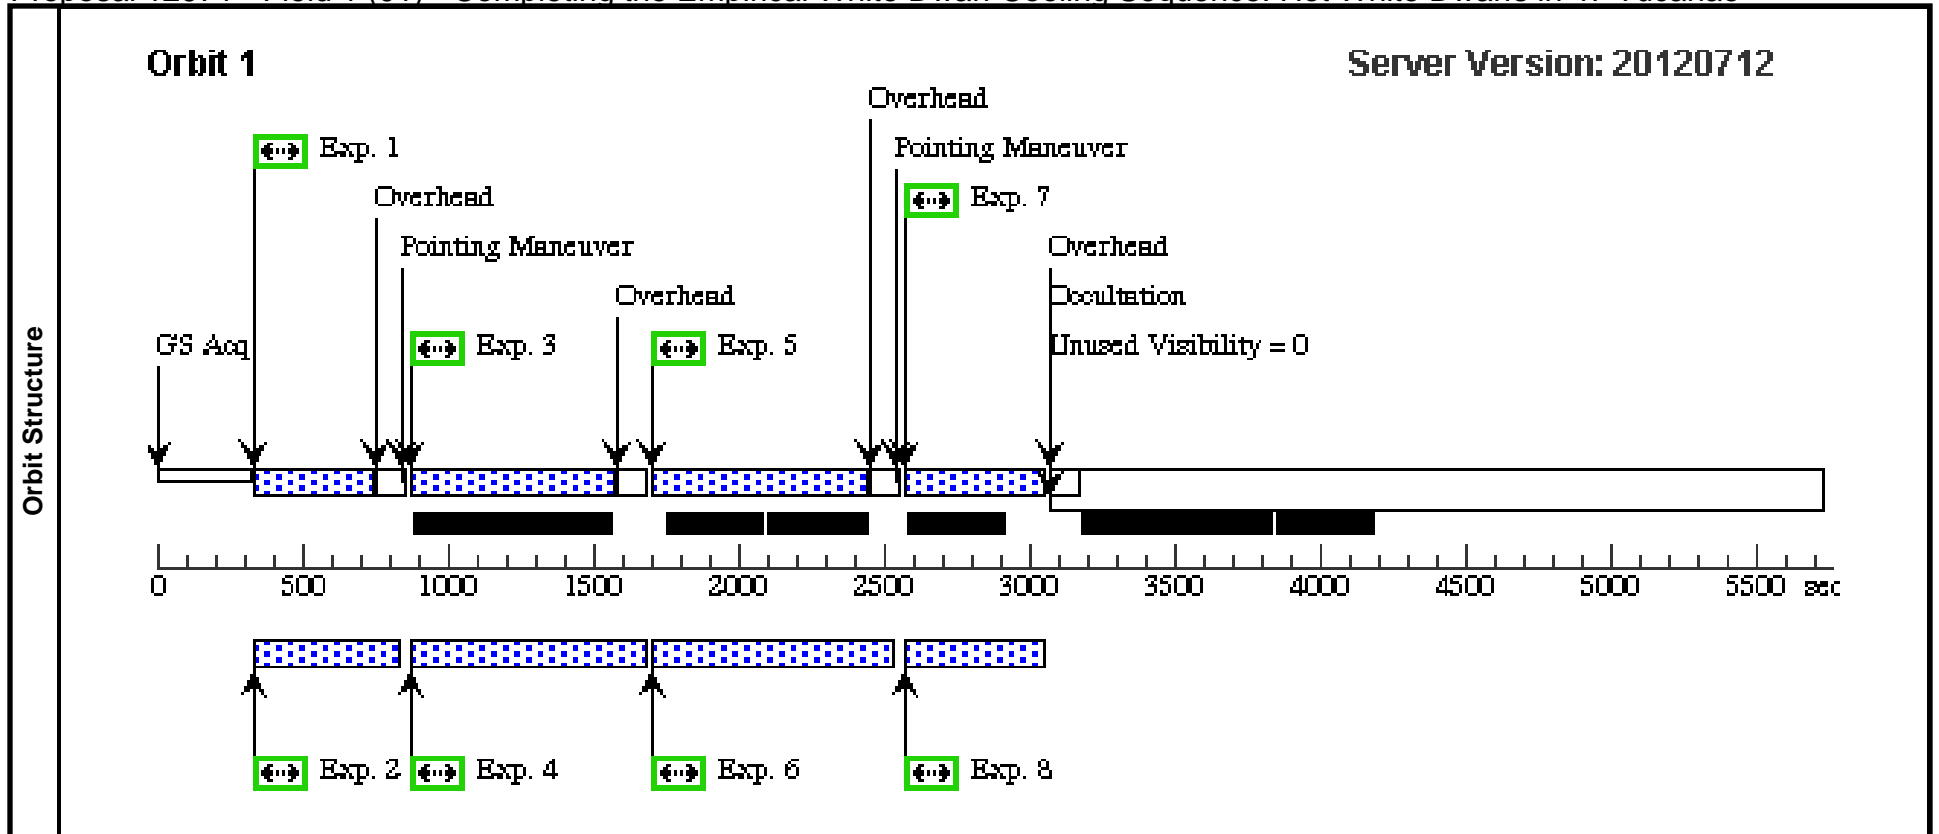 Orbit 1
Server Version: 20120712
Overhead
Exp. 1
Pointing Maneuver
Overhead
Exp. 7
Pointing Maneuver
Overhead
Overhead
Occultation
GS Acq
Exp. 3
Exp. 5
Unused Visibility = 0
Orbit Structure
0 500 1000 1500 2000 2500 3000 3500 4000 4500 5000 5500 sec
Exp. 2
Exp. 4
Exp. 6
Exp. 8